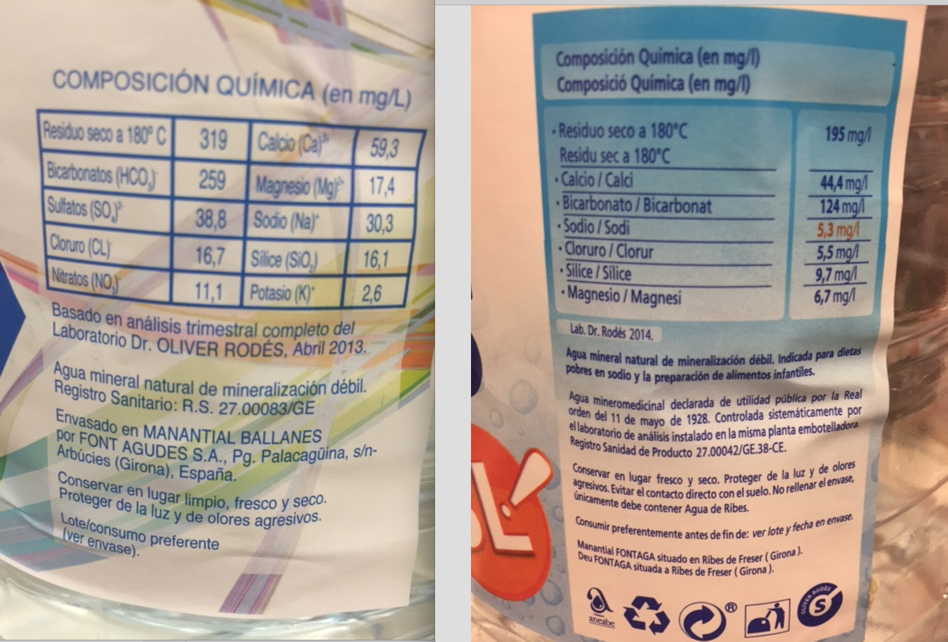 COMPOSICIÓN QUÍMICA (en mg/L)
Residuo seco a 180º C 319 Calcio (Ca)²⁺ 59,3
Bicarbonatos (HCO₃)⁻ 259 Magnesio (Mg)²⁺ 17,4
Sulfatos (SO₄)²⁻ 38,8 Sodio (Na)⁺ 30,3
Cloruro (CL)⁻ 16,7 Sílice (SiO₂) 16,1
Nitratos (NO₃)⁻ 11,1 Potasio (K)⁺ 2,6
Basado en análisis trimestral completo del
Laboratorio Dr. OLIVER RODÉS, Abril 2013.
Agua mineral natural de mineralización débil.
Registro Sanitario: R.S. 27.00083/GE
Envasado en MANANTIAL BALLANES
por FONT AGUDES S.A., Pg. Palacagüina, s/n-
Arbúcies (Girona), España.
Conservar en lugar limpio, fresco y seco.
Proteger de la luz y de olores agresivos.
Lote/consumo preferente
(ver envase).
Composición Química (en mg/l)
Composició Química (en mg/l)
• Residuo seco a 180°C 195 mg/l
Residu sec a 180°C
• Calcio / Calci 44,4 mg/l
• Bicarbonato / Bicarbonat 124 mg/l
• Sodio / Sodi 5,3 mg/l
• Cloruro / Clorur 5,5 mg/l
• Silice / Sílice 9,7 mg/l
• Magnesio / Magnesi 6,7 mg/l
Lab. Dr. Rodés 2014.
Agua mineral natural de mineralización débil. Indicada para dietas
pobres en sodio y la preparación de alimentos infantiles.
Agua mineromedicinal declarada de utilidad pública por la Real
orden del 11 de mayo de 1928. Controlada sistemáticamente por
el laboratorio de análisis instalado en la misma planta embotelladora.
Registro Sanidad de Producto 27.00042/GE.38-CE.
Conservar en lugar fresco y seco. Proteger de la luz y de olores
agresivos. Evitar el contacto directo con el suelo. No rellenar el envase,
únicamente debe contener Agua de Ribes.
Consumir preferentemente antes de fin de: ver lote y fecha en envase.
Manantial FONTAGA situado en Ribes de Freser ( Girona ).
Deu FONTAGA situada a Ribes de Freser ( Girona ).
L!
aneabe
®
S